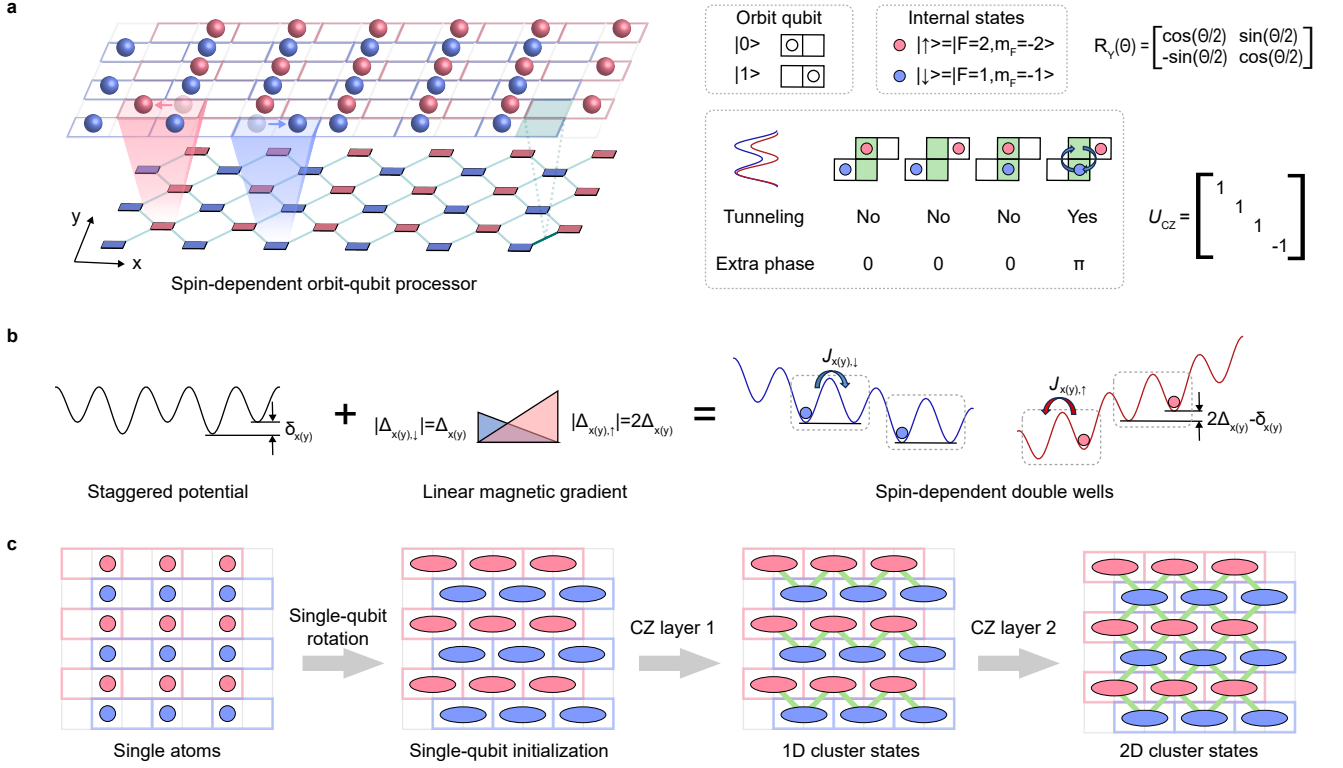 a
y
x
Spin-dependent orbit-qubit processor
Orbit qubit
|0>
|1>
Internal states
|↑>=|F=2,m_F=-2>
|↓>=|F=1,m_F=-1>
R_Y(Θ) = [cos(Θ/2) sin(Θ/2)
-sin(Θ/2) cos(Θ/2)]
Tunneling No No No Yes
Extra phase 0 0 0 π
U_CZ = [1
1
1
-1]
b
δ_x(y)
+
|Δ_x(y),↓|=Δ_x(y)
|Δ_x(y),↑|=2Δ_x(y)
=
J_x(y),↓
J_x(y),↑
2Δ_x(y)-δ_x(y)
Staggered potential
Linear magnetic gradient
Spin-dependent double wells
c
Single-qubit
rotation
CZ layer 1
CZ layer 2
Single atoms
Single-qubit initialization
1D cluster states
2D cluster states